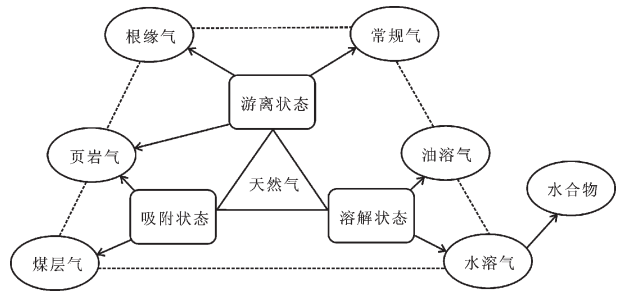 根缘气
常规气
游离状态
页岩气
油溶气
天然气
水合物
吸附状态
溶解状态
煤层气
水溶气